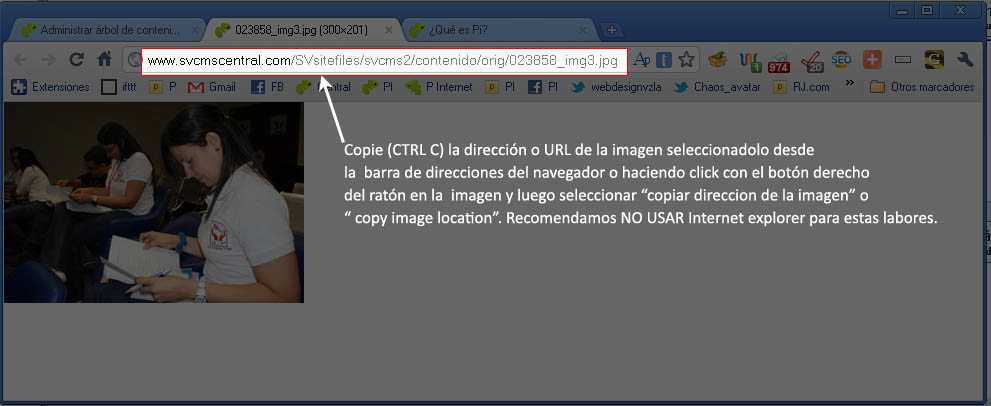 Administrar árbol de conteni...
023858_img3.jpg (300×201)
¿Qué es Pi?
www.svcmscentral.com/SVsitefiles/svcms2/contenido/orig/023858_img3.jpg
1
974
20
SEO
Extensiones
ifttt
P
Gmail
FB
Central
PI
P Internet
PI
PI
webdesignvzla
Chaos_avatar
RJ.com
»
Otros marcadores
Copie (CTRL C) la dirección o URL de la imagen seleccionadolo desde
la barra de direcciones del navegador o haciendo click con el botón derecho
del ratón en la imagen y luego seleccionar “copiar direccion de la imagen” o
“ copy image location”. Recomendamos NO USAR Internet explorer para estas labores.